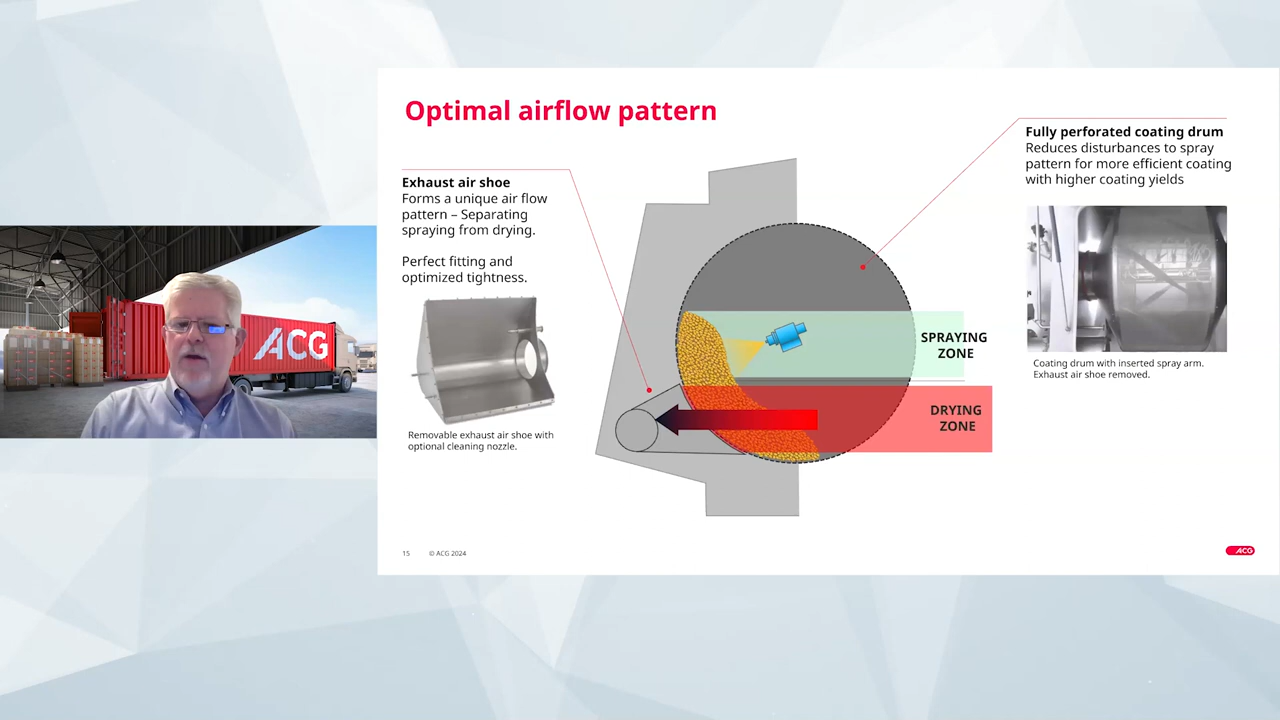 Optimal airflow pattern
Exhaust air shoe
Forms a unique air flow
pattern – Separating
spraying from drying.
Perfect fitting and
optimized tightness.
Removable exhaust air shoe with
optional cleaning nozzle.
SPRAYING
ZONE
DRYING
ZONE
Fully perforated coating drum
Reduces disturbances to spray
pattern for more efficient coating
with higher coating yields
Coating drum with inserted spray arm.
Exhaust air shoe removed.
15
© ACG 2024
ACG
ACG